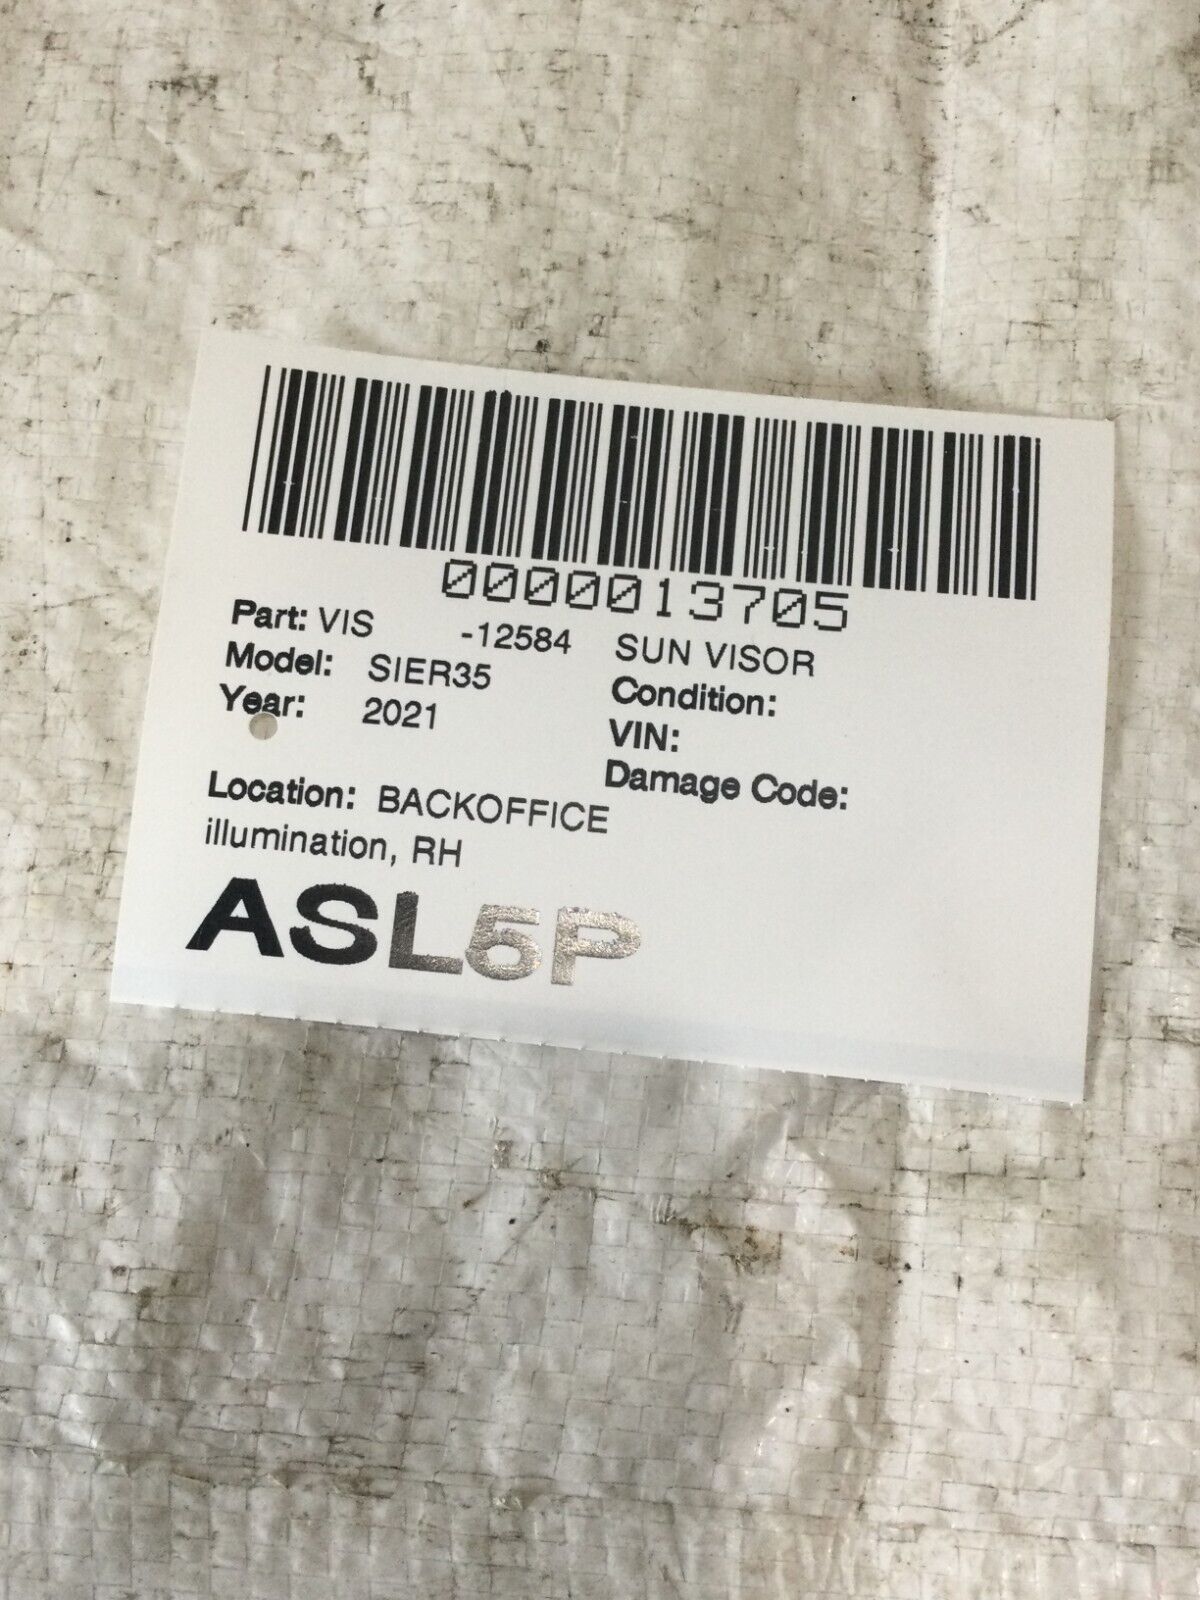 0000013705
Part: VIS -12584 SUN VISOR
Model: SIER35 Condition:
Year: 2021 VIN:
Damage Code:
Location: BACKOFFICE
illumination, RH
ASL5P